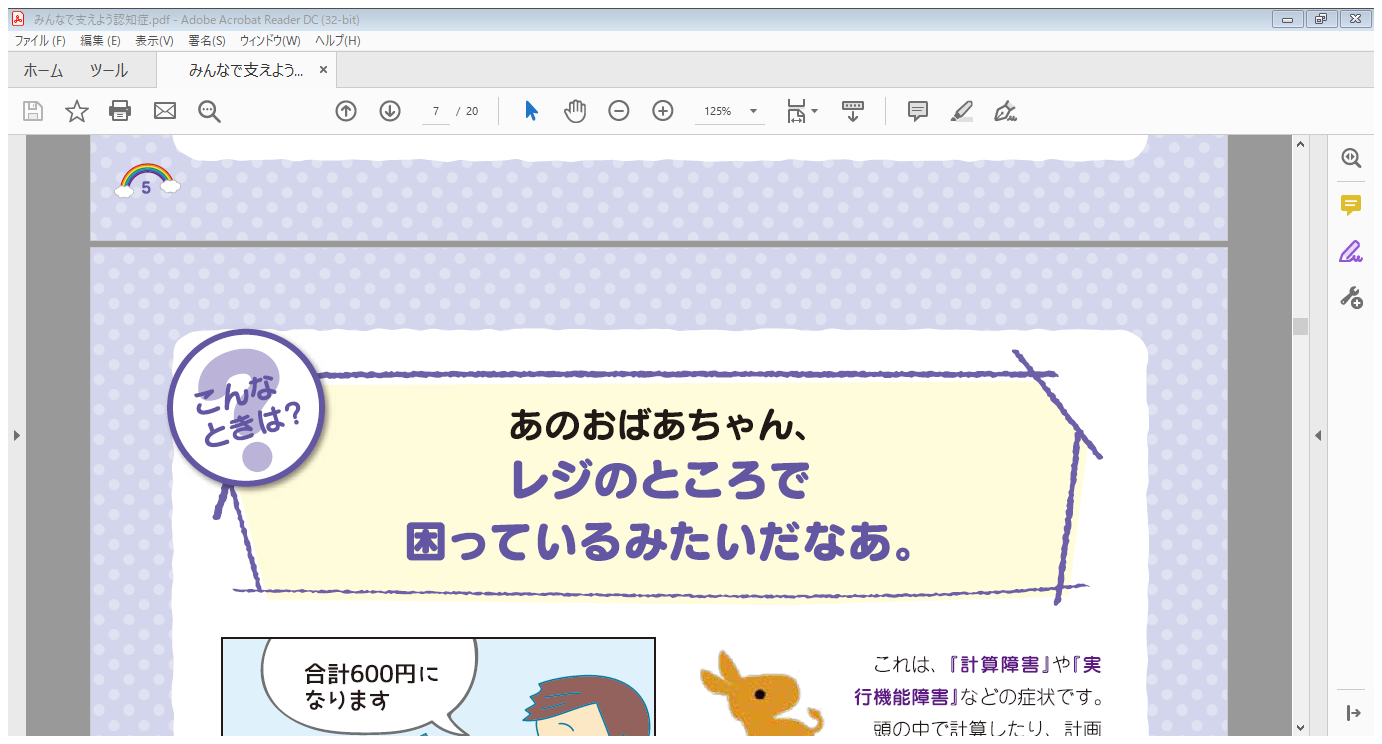 みんなで支えよう認知症.pdf - Adobe Acrobat Reader DC (32-bit)
ファイル(F) 編集(E) 表示(V) 署名(S) ウィンドウ(W) ヘルプ(H)
ホーム ツール みんなで支えよう... ×
7 / 20 125%
5
こんな
ときは?
あのおばあちゃん、
レジのところで
困っているみたいだなあ。
合計600円に
なります
これは、『計算障害』や『実
行機能障害』などの症状です。
頭の中で計算したり、計画